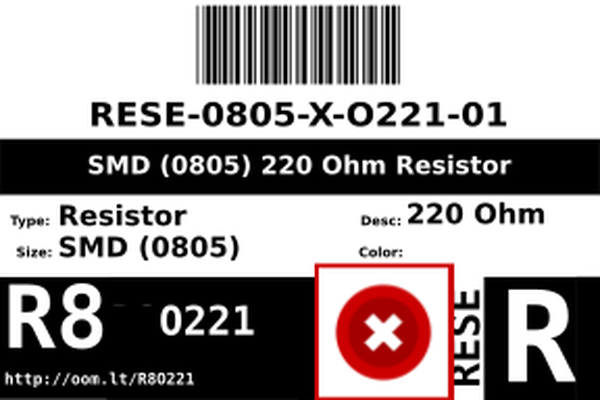 RESE-0805-X-O221-01
SMD (0805) 220 Ohm Resistor
Type: Resistor
Desc: 220 Ohm
Size: SMD (0805)
Color:
R8 0221
RESE
R
http://oom.lt/R80221